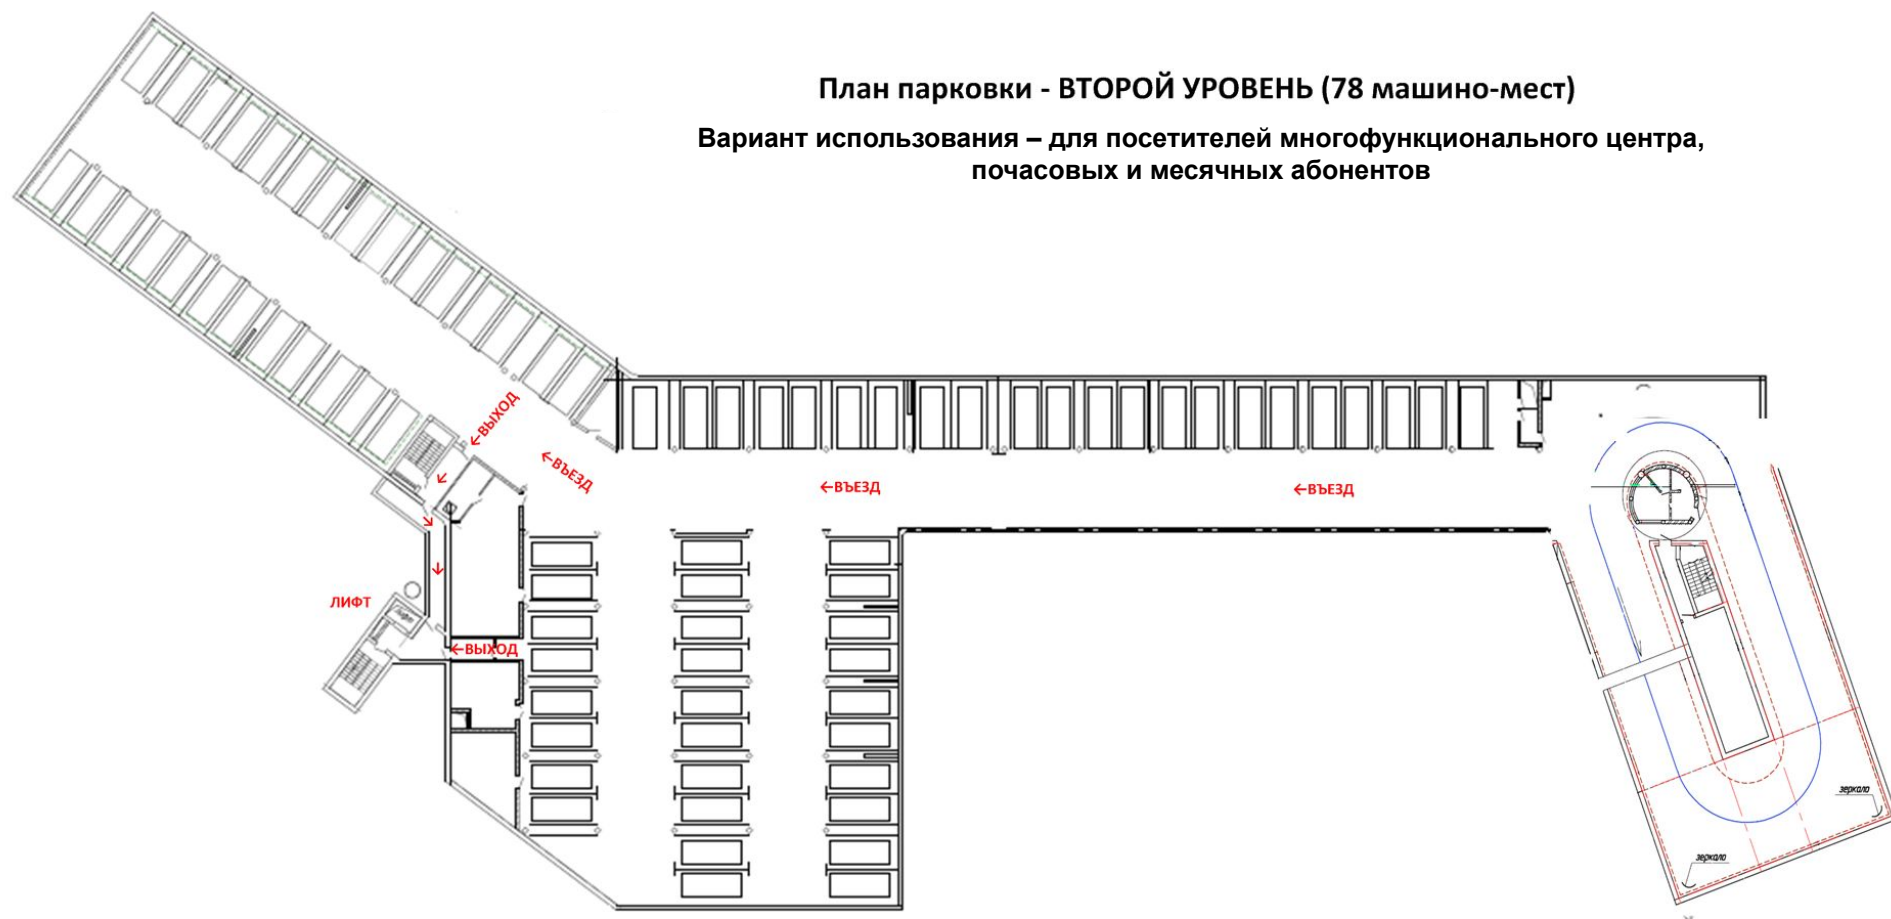 План парковки - ВТОРОЙ УРОВЕНЬ (78 машино-мест)
Вариант использования – для посетителей многофункционального центра,
почасовых и месячных абонентов
←ВЫХОД
←ВЪЕЗД
←ВЪЕЗД
←ВЪЕЗД
ЛИФТ
Лифт
←ВЫХОД
зеркало
зеркало